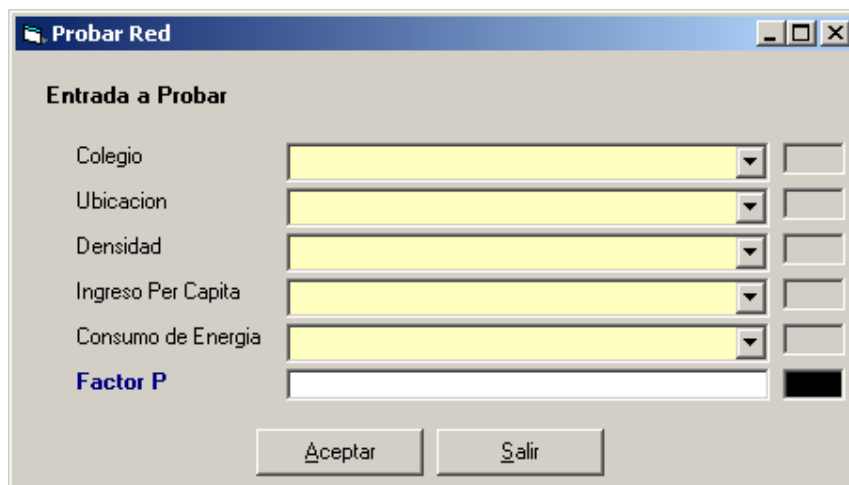 Probar Red
Entrada a Probar
Colegio
Ubicacion
Densidad
Ingreso Per Capita
Consumo de Energia
Factor P
Aceptar Salir